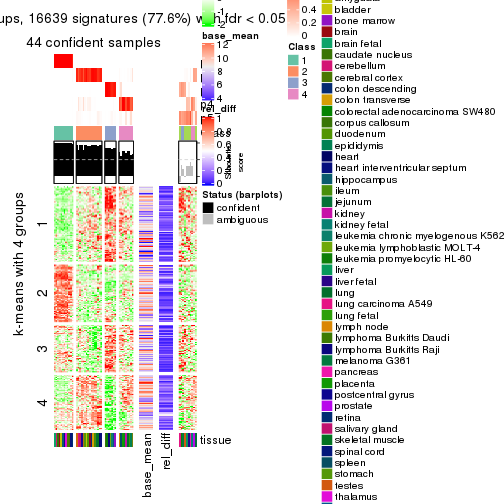 ups, 16639 signatures (77.6%) with fdr < 0.05
44 confident samples
k-means with 4 groups
1
2
3
4
base_mean
rel_diff
tissue
-2
base_mean
12
10
8
6
4
2
rel_diff
1
0.8
0.6
0.4
0.2
0
Silhouette
score
Status (barplots)
confident
ambiguous
0.4
0.2
0
Class
1
2
3
4
bladder
bone marrow
brain
brain fetal
caudate nucleus
cerebellum
cerebral cortex
colon descending
colon transverse
colorectal adenocarcinoma SW480
corpus callosum
duodenum
epididymis
heart
heart interventricular septum
hippocampus
ileum
jejunum
kidney
kidney fetal
leukemia chronic myelogenous K562
leukemia lymphoblastic MOLT-4
leukemia promyelocytic HL-60
liver
liver fetal
lung
lung carcinoma A549
lymph node
lymphoma Burkitts Daudi
lymphoma Burkitts Raji
melanoma G361
pancreas
placenta
postcentral gyrus
prostate
retina
salivary gland
skeletal muscle
spinal cord
spleen
stomach
testes
thalamus